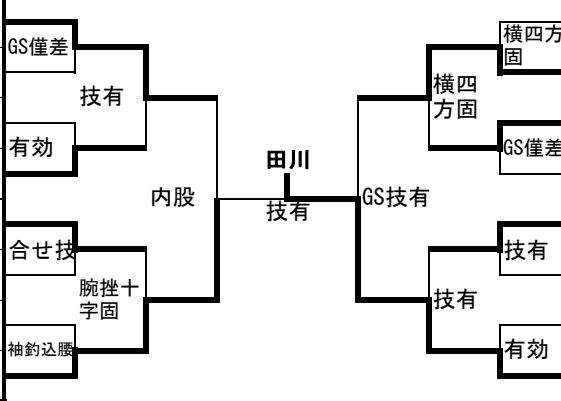 GS僅差
技有
有効
内股
合せ技
腕挫十
字固
袖釣込腰
田川
技有
横四方
固
横四
方固
GS僅差
GS技有
技有
技有
有効